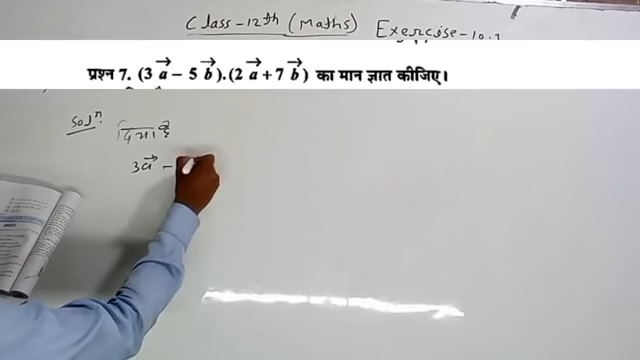 Class-12th (Maths) Exercise-10.3
प्रश्न 7. (3 a⃗ − 5 b⃗).(2 a⃗ + 7 b⃗) का मान ज्ञात कीजिए।
Solⁿ.
दिया है
3a⃗ −